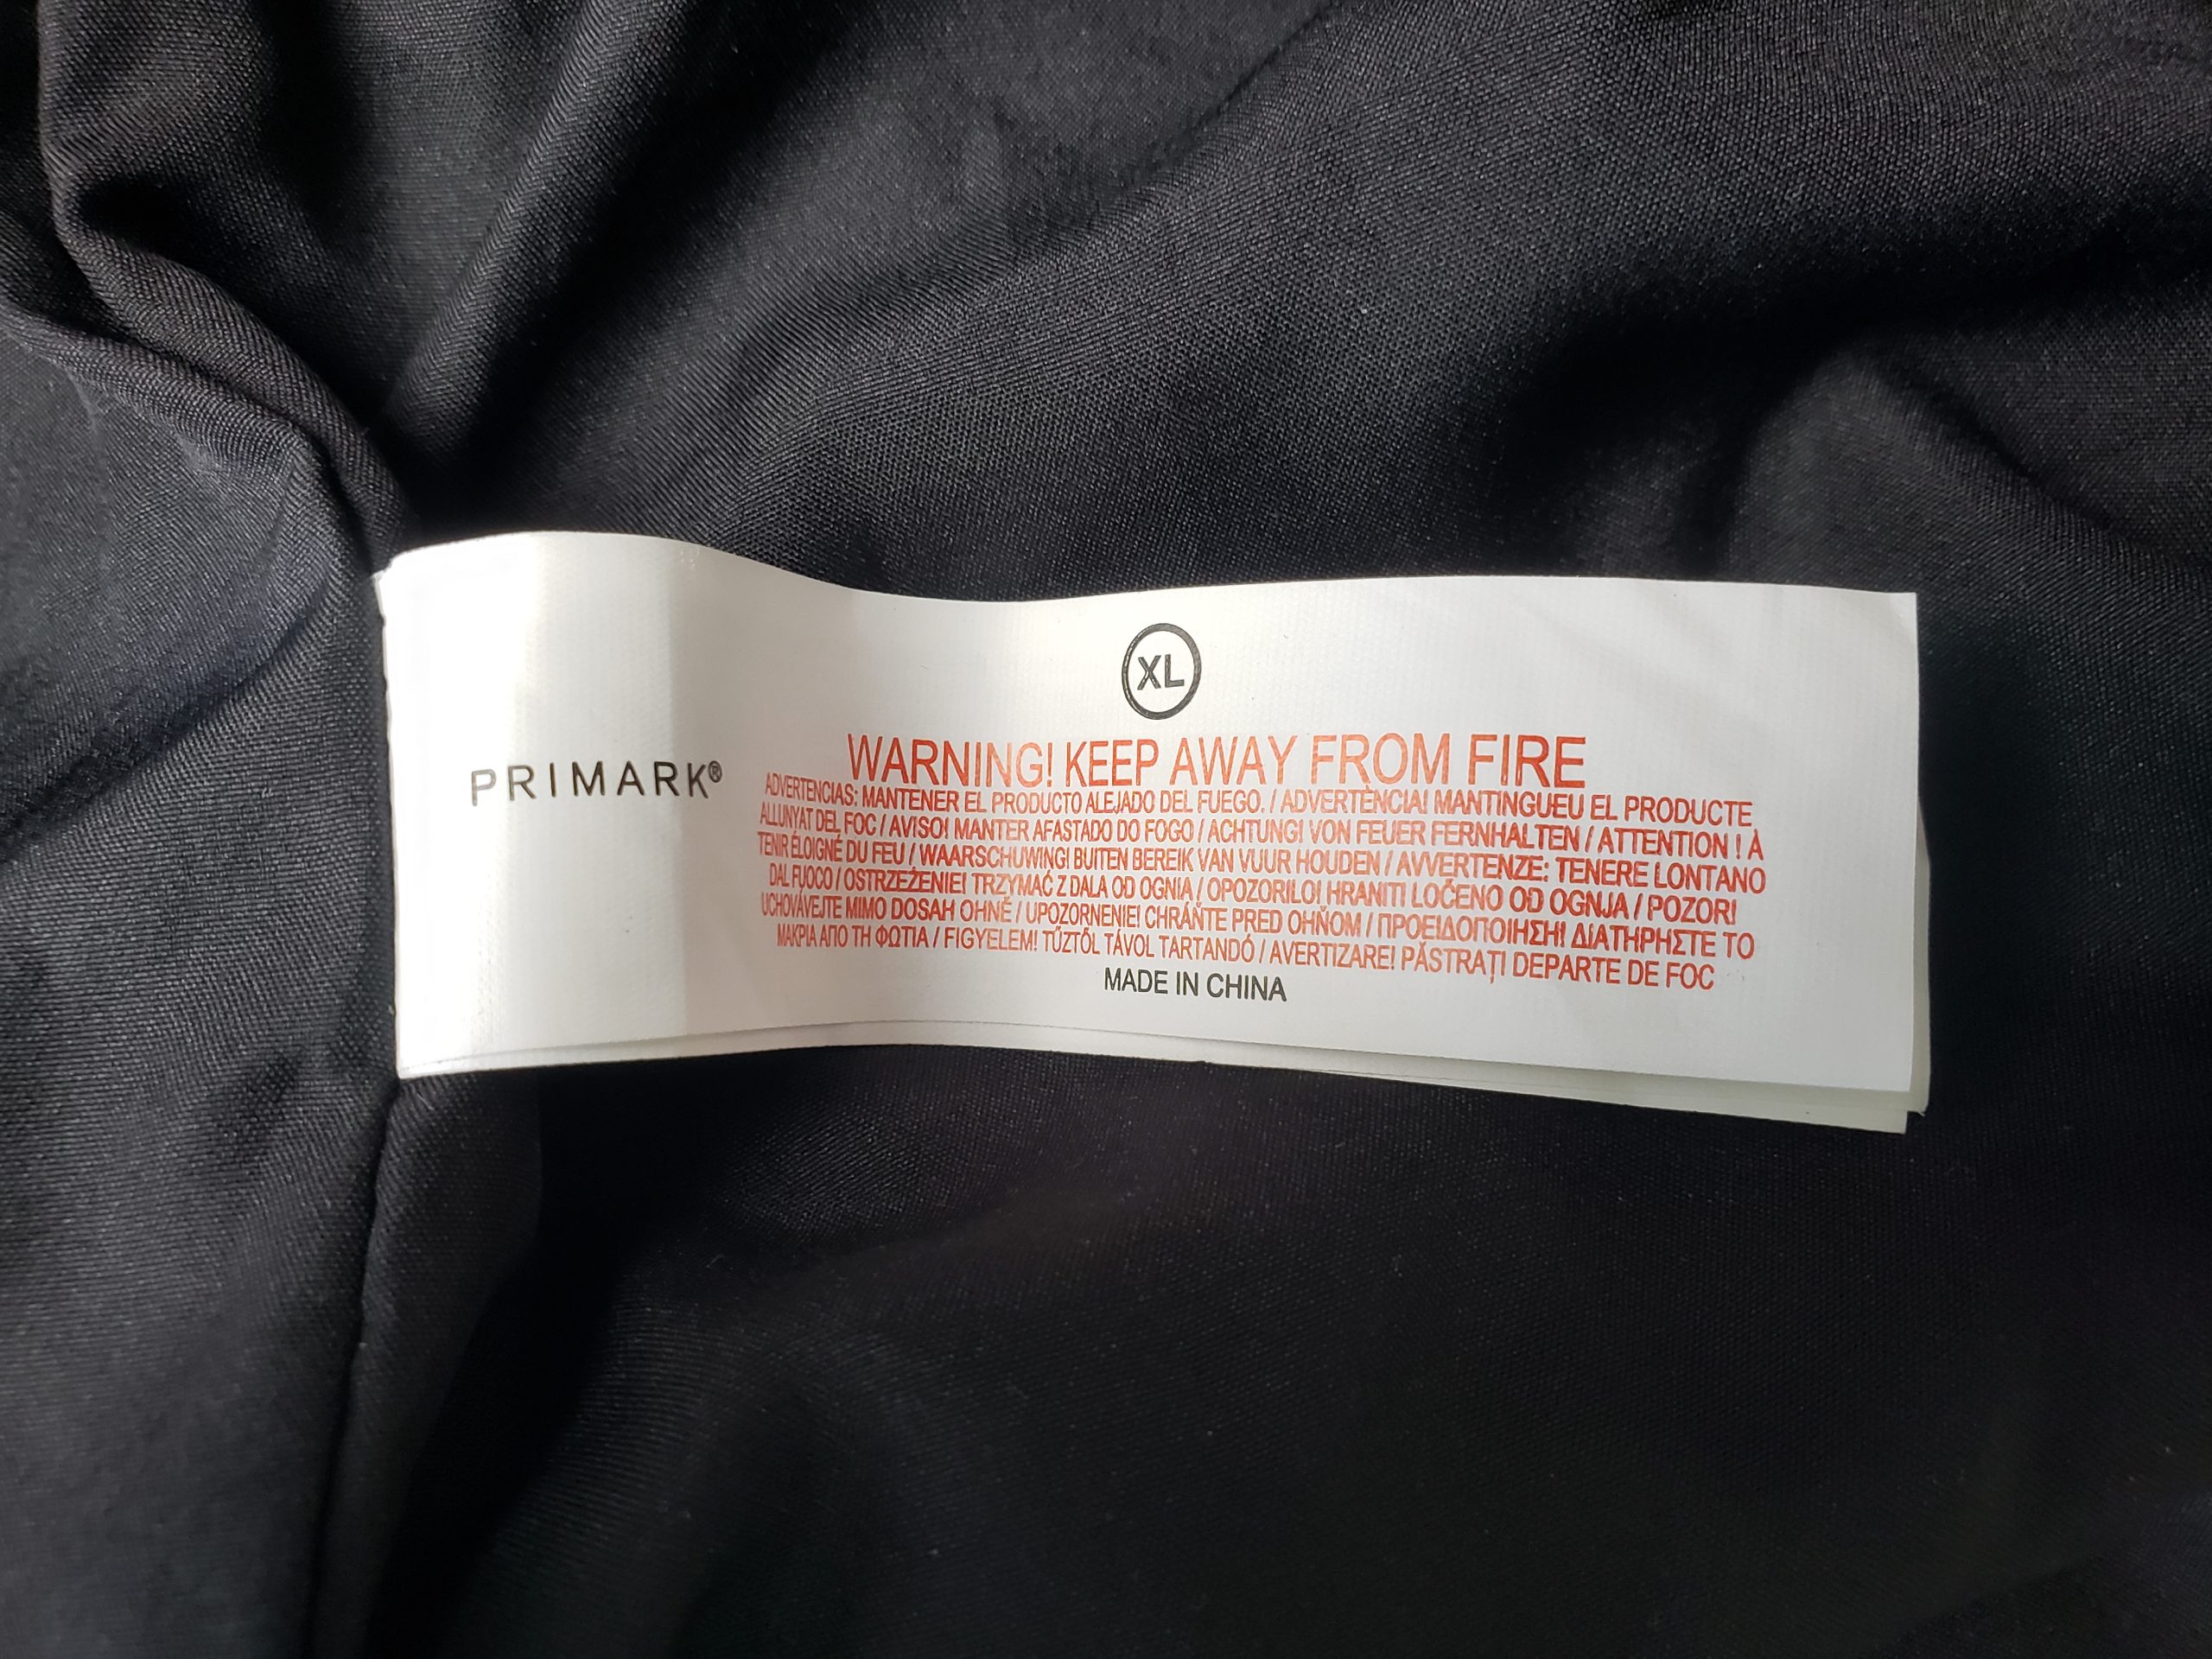 XL
PRIMARK®
WARNING! KEEP AWAY FROM FIRE
ADVERTENCIAS: MANTENER EL PRODUCTO ALEJADO DEL FUEGO. / ADVERTÈNCIA! MANTINGUEU EL PRODUCTE
ALLUNYAT DEL FOC / AVISO! MANTER AFASTADO DO FOGO / ACHTUNG! VON FEUER FERNHALTEN / ATTENTION ! À
TENIR ÉLOIGNÉ DU FEU / WAARSCHUWING! BUITEN BEREIK VAN VUUR HOUDEN / AVVERTENZE: TENERE LONTANO
DAL FUOCO / OSTRZEŻENIE! TRZYMAĆ Z DALA OD OGNIA / OPOZORILO! HRANITI LOČENO OD OGNJA / POZOR!
UCHOVÁVEJTE MIMO DOSAH OHNĚ / UPOZORNENIE! CHRÁŇTE PRED OHŇOM / ΠΡΟΕΙΔΟΠΟΙΗΣΗ! ΔΙΑΤΗΡΗΣΤΕ ΤΟ
ΜΑΚΡΙΑ ΑΠΟ ΤΗ ΦΩΤΙΑ / FIGYELEM! TŰZTŐL TÁVOL TARTANDÓ / AVERTIZARE! PĂSTRAȚI DEPARTE DE FOC
MADE IN CHINA